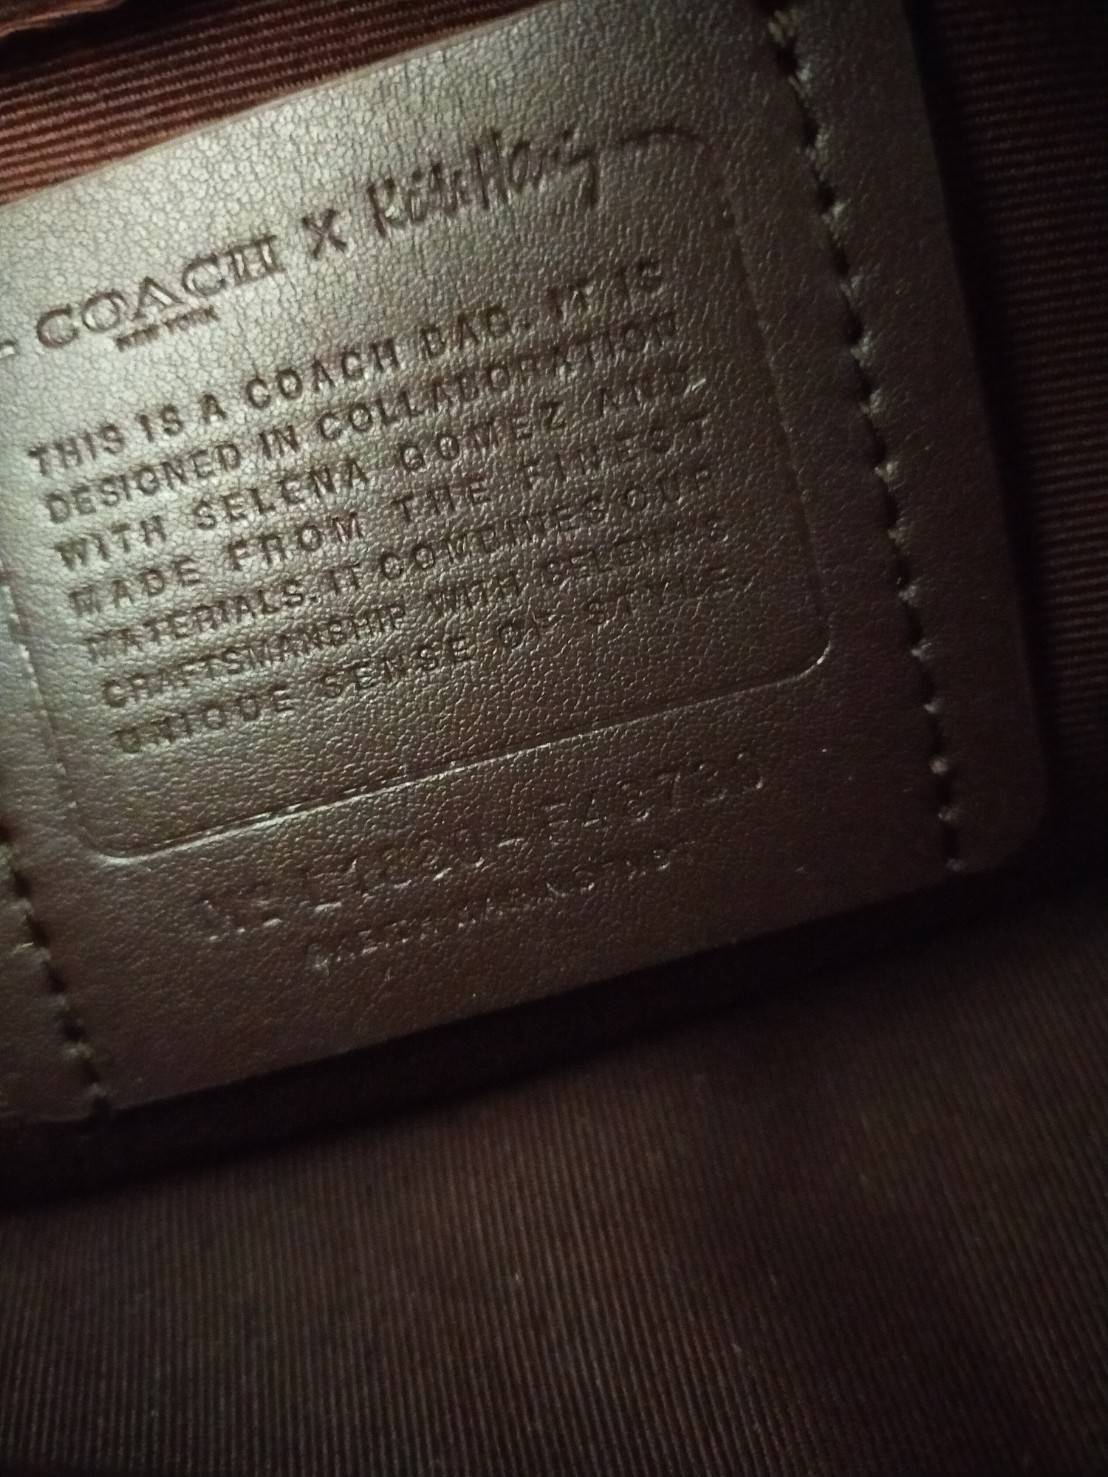 COACH X Keith Haring
NEW YORK
THIS IS A COACH BAG. IT IS
DESIGNED IN COLLABORATION
WITH SELENA GOMEZ AND
MADE FROM THE FINEST
MATERIALS. IT COMBINES OUR
CRAFTSMANSHIP WITH SELENA'S
UNIQUE SENSE OF STYLE